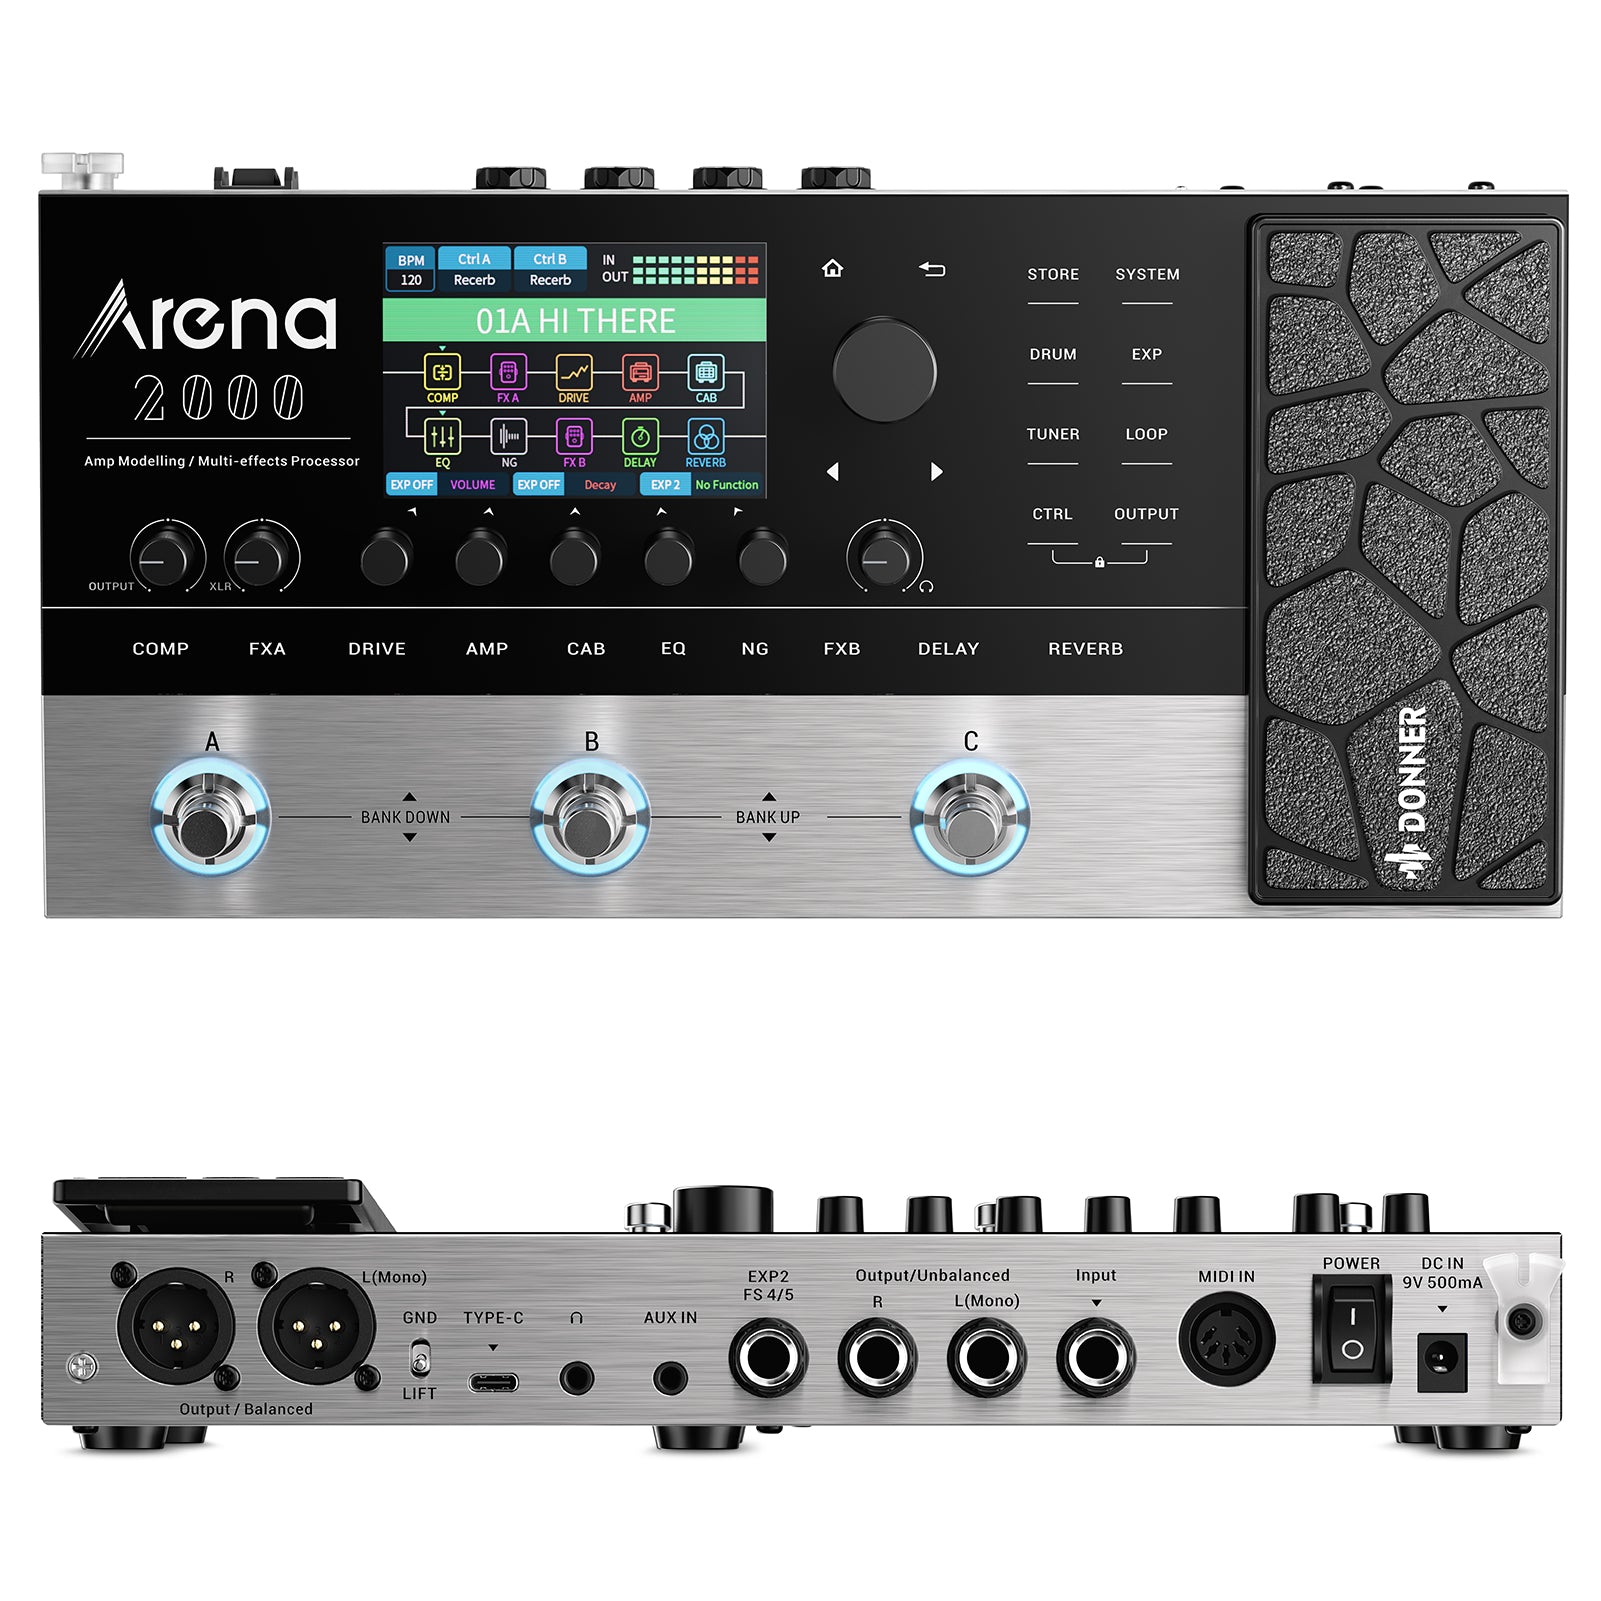 Arena
2000
Amp Modelling / Multi-effects Processor
BPM
120
Ctrl A
Recerb
Ctrl B
Recerb
IN
OUT
01A HI THERE
COMP FX A DRIVE AMP CAB
EQ NG FX B DELAY REVERB
EXP OFF VOLUME EXP OFF Decay EXP 2 No Function
STORE SYSTEM
DRUM EXP
TUNER LOOP
CTRL OUTPUT
OUTPUT XLR
COMP FXA DRIVE AMP CAB EQ NG FXB DELAY REVERB
A B C
BANK DOWN BANK UP
DONNER
R L(Mono)
Output / Balanced
GND
LIFT
TYPE-C
AUX IN
EXP2
FS 4/5
Output/Unbalanced
R L(Mono)
Input
MIDI IN
POWER
DC IN
9V 500mA